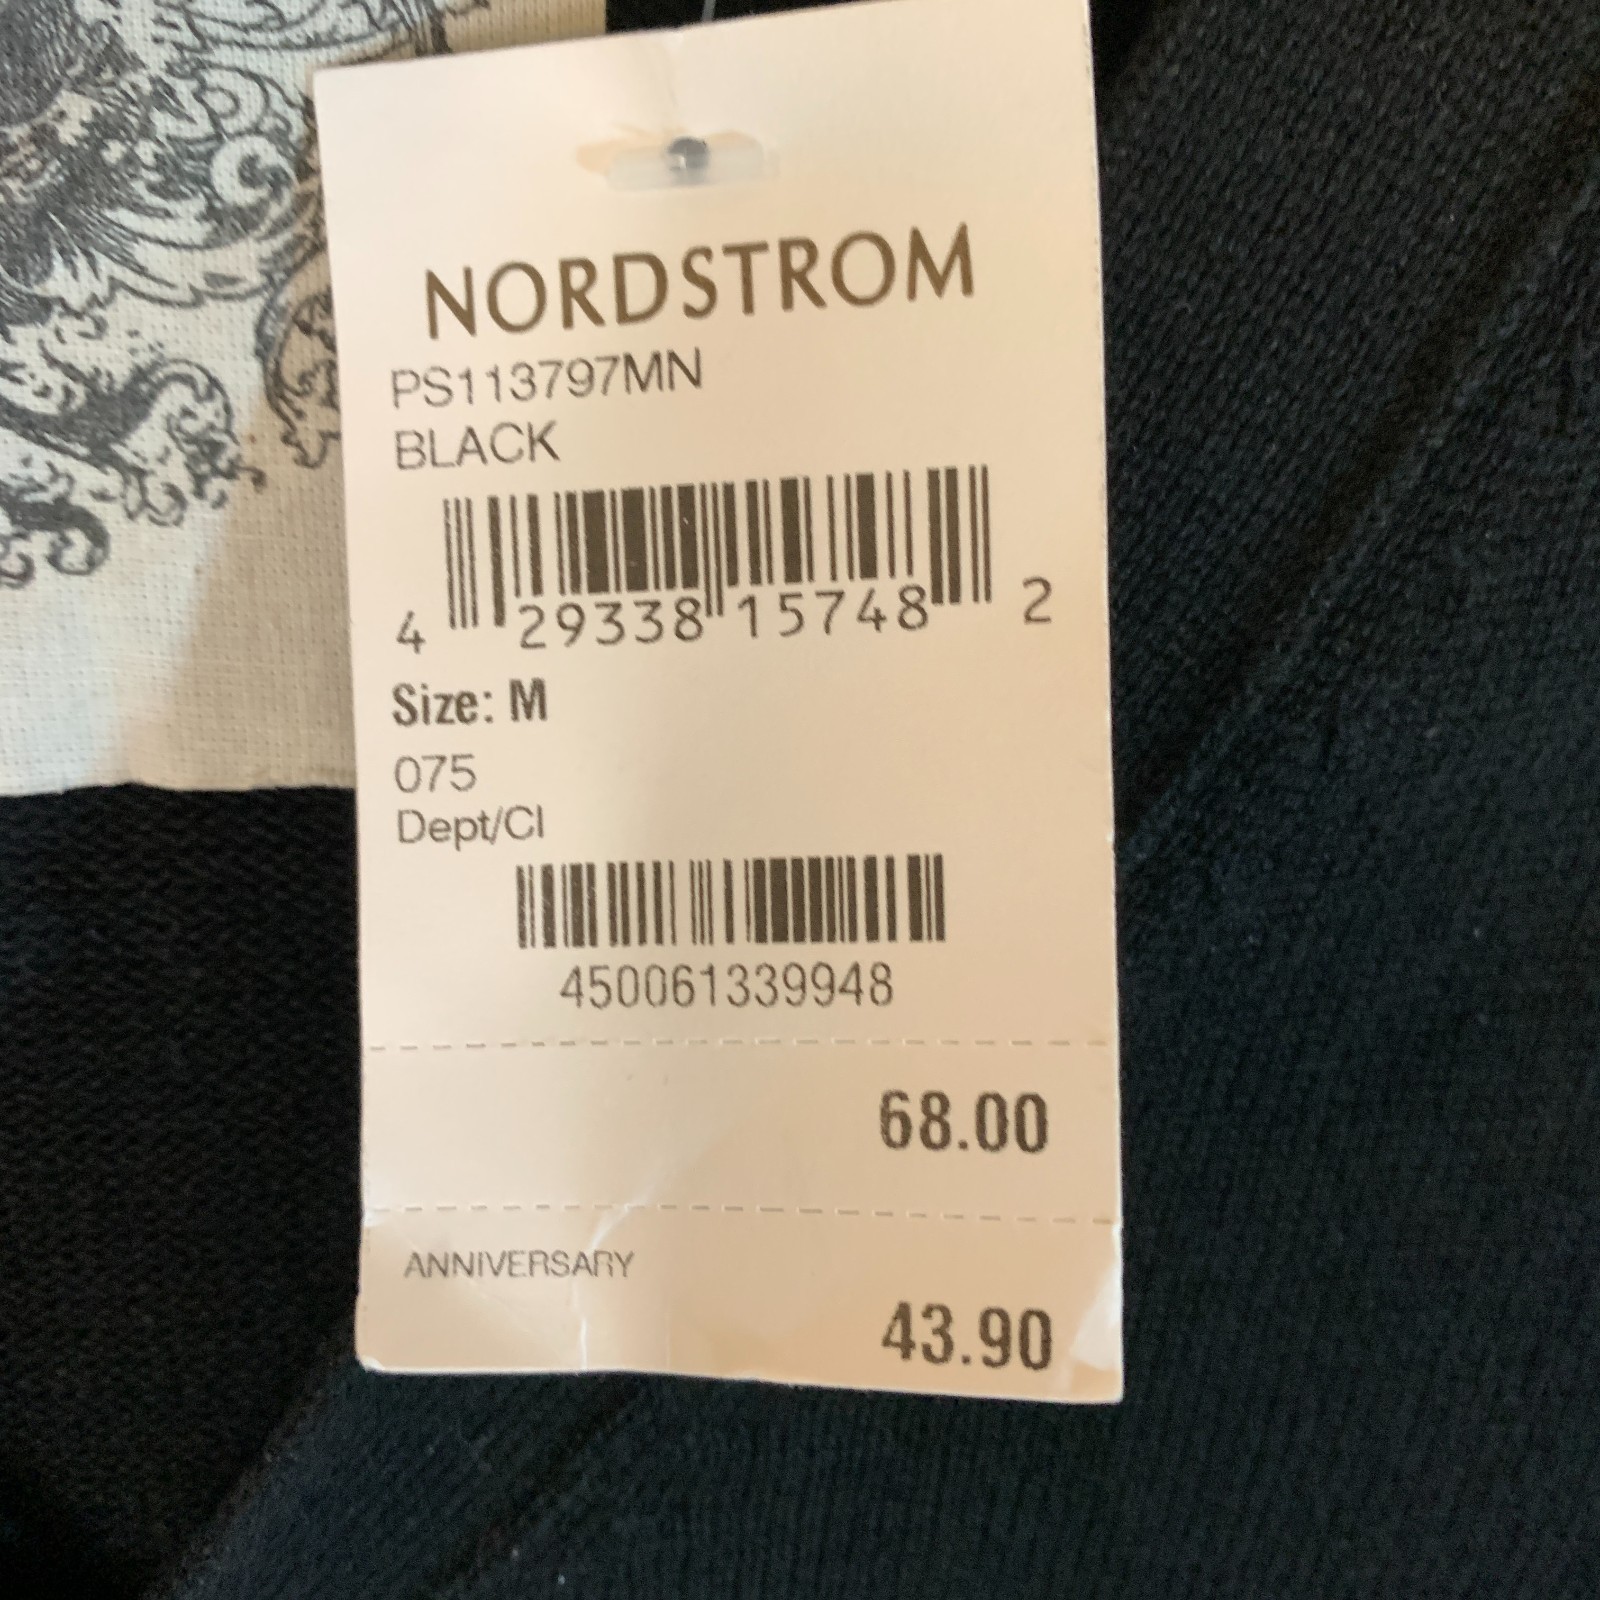 NORDSTROM
PS113797MN
BLACK
4 29338 15748 2
Size: M
075
Dept/Cl
450061339948
68.00
ANNIVERSARY
43.90